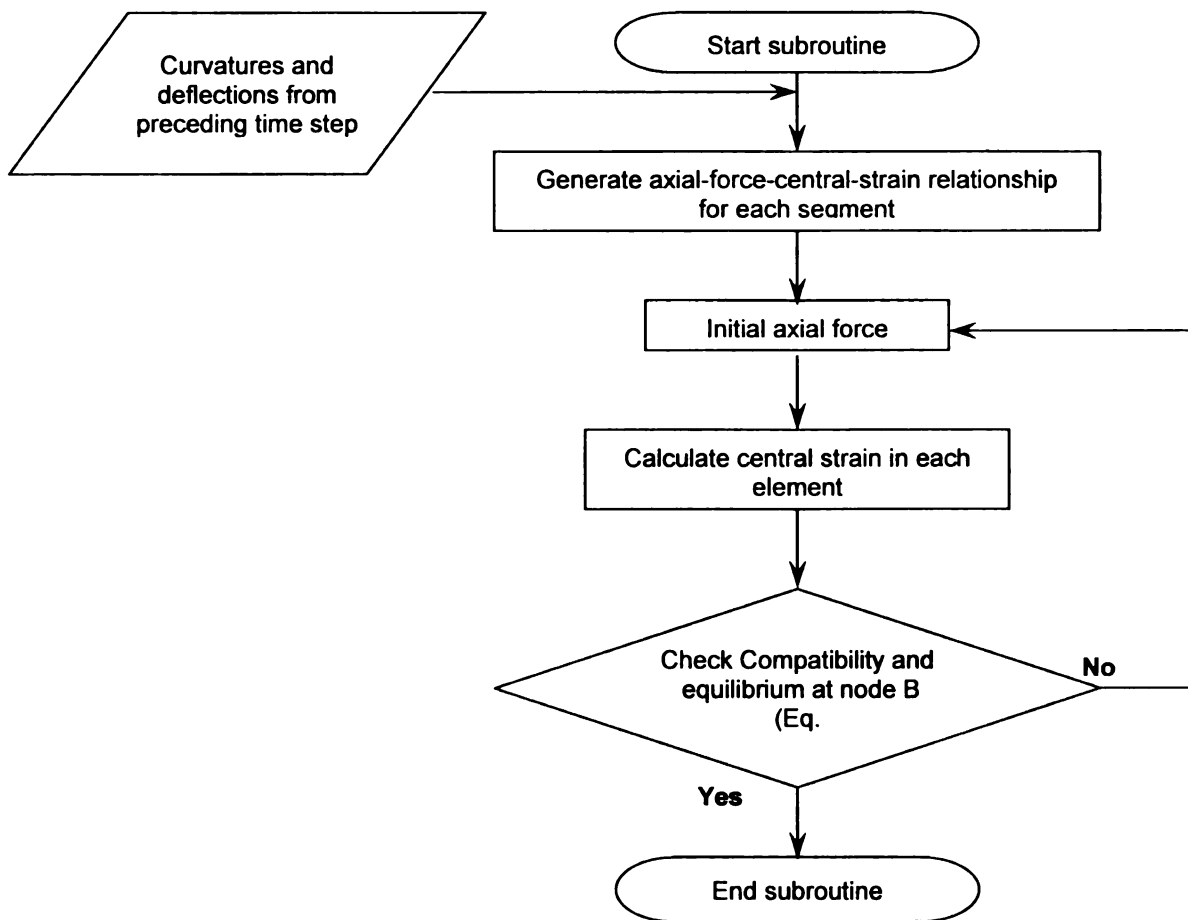 Start subroutine
Curvatures and
deflections from
preceding time step
Generate axial-force-central-strain relationship
for each segment
Initial axial force
Calculate central strain in each
element
Check Compatibility and
equilibrium at node B
(Eq.
No
Yes
End subroutine